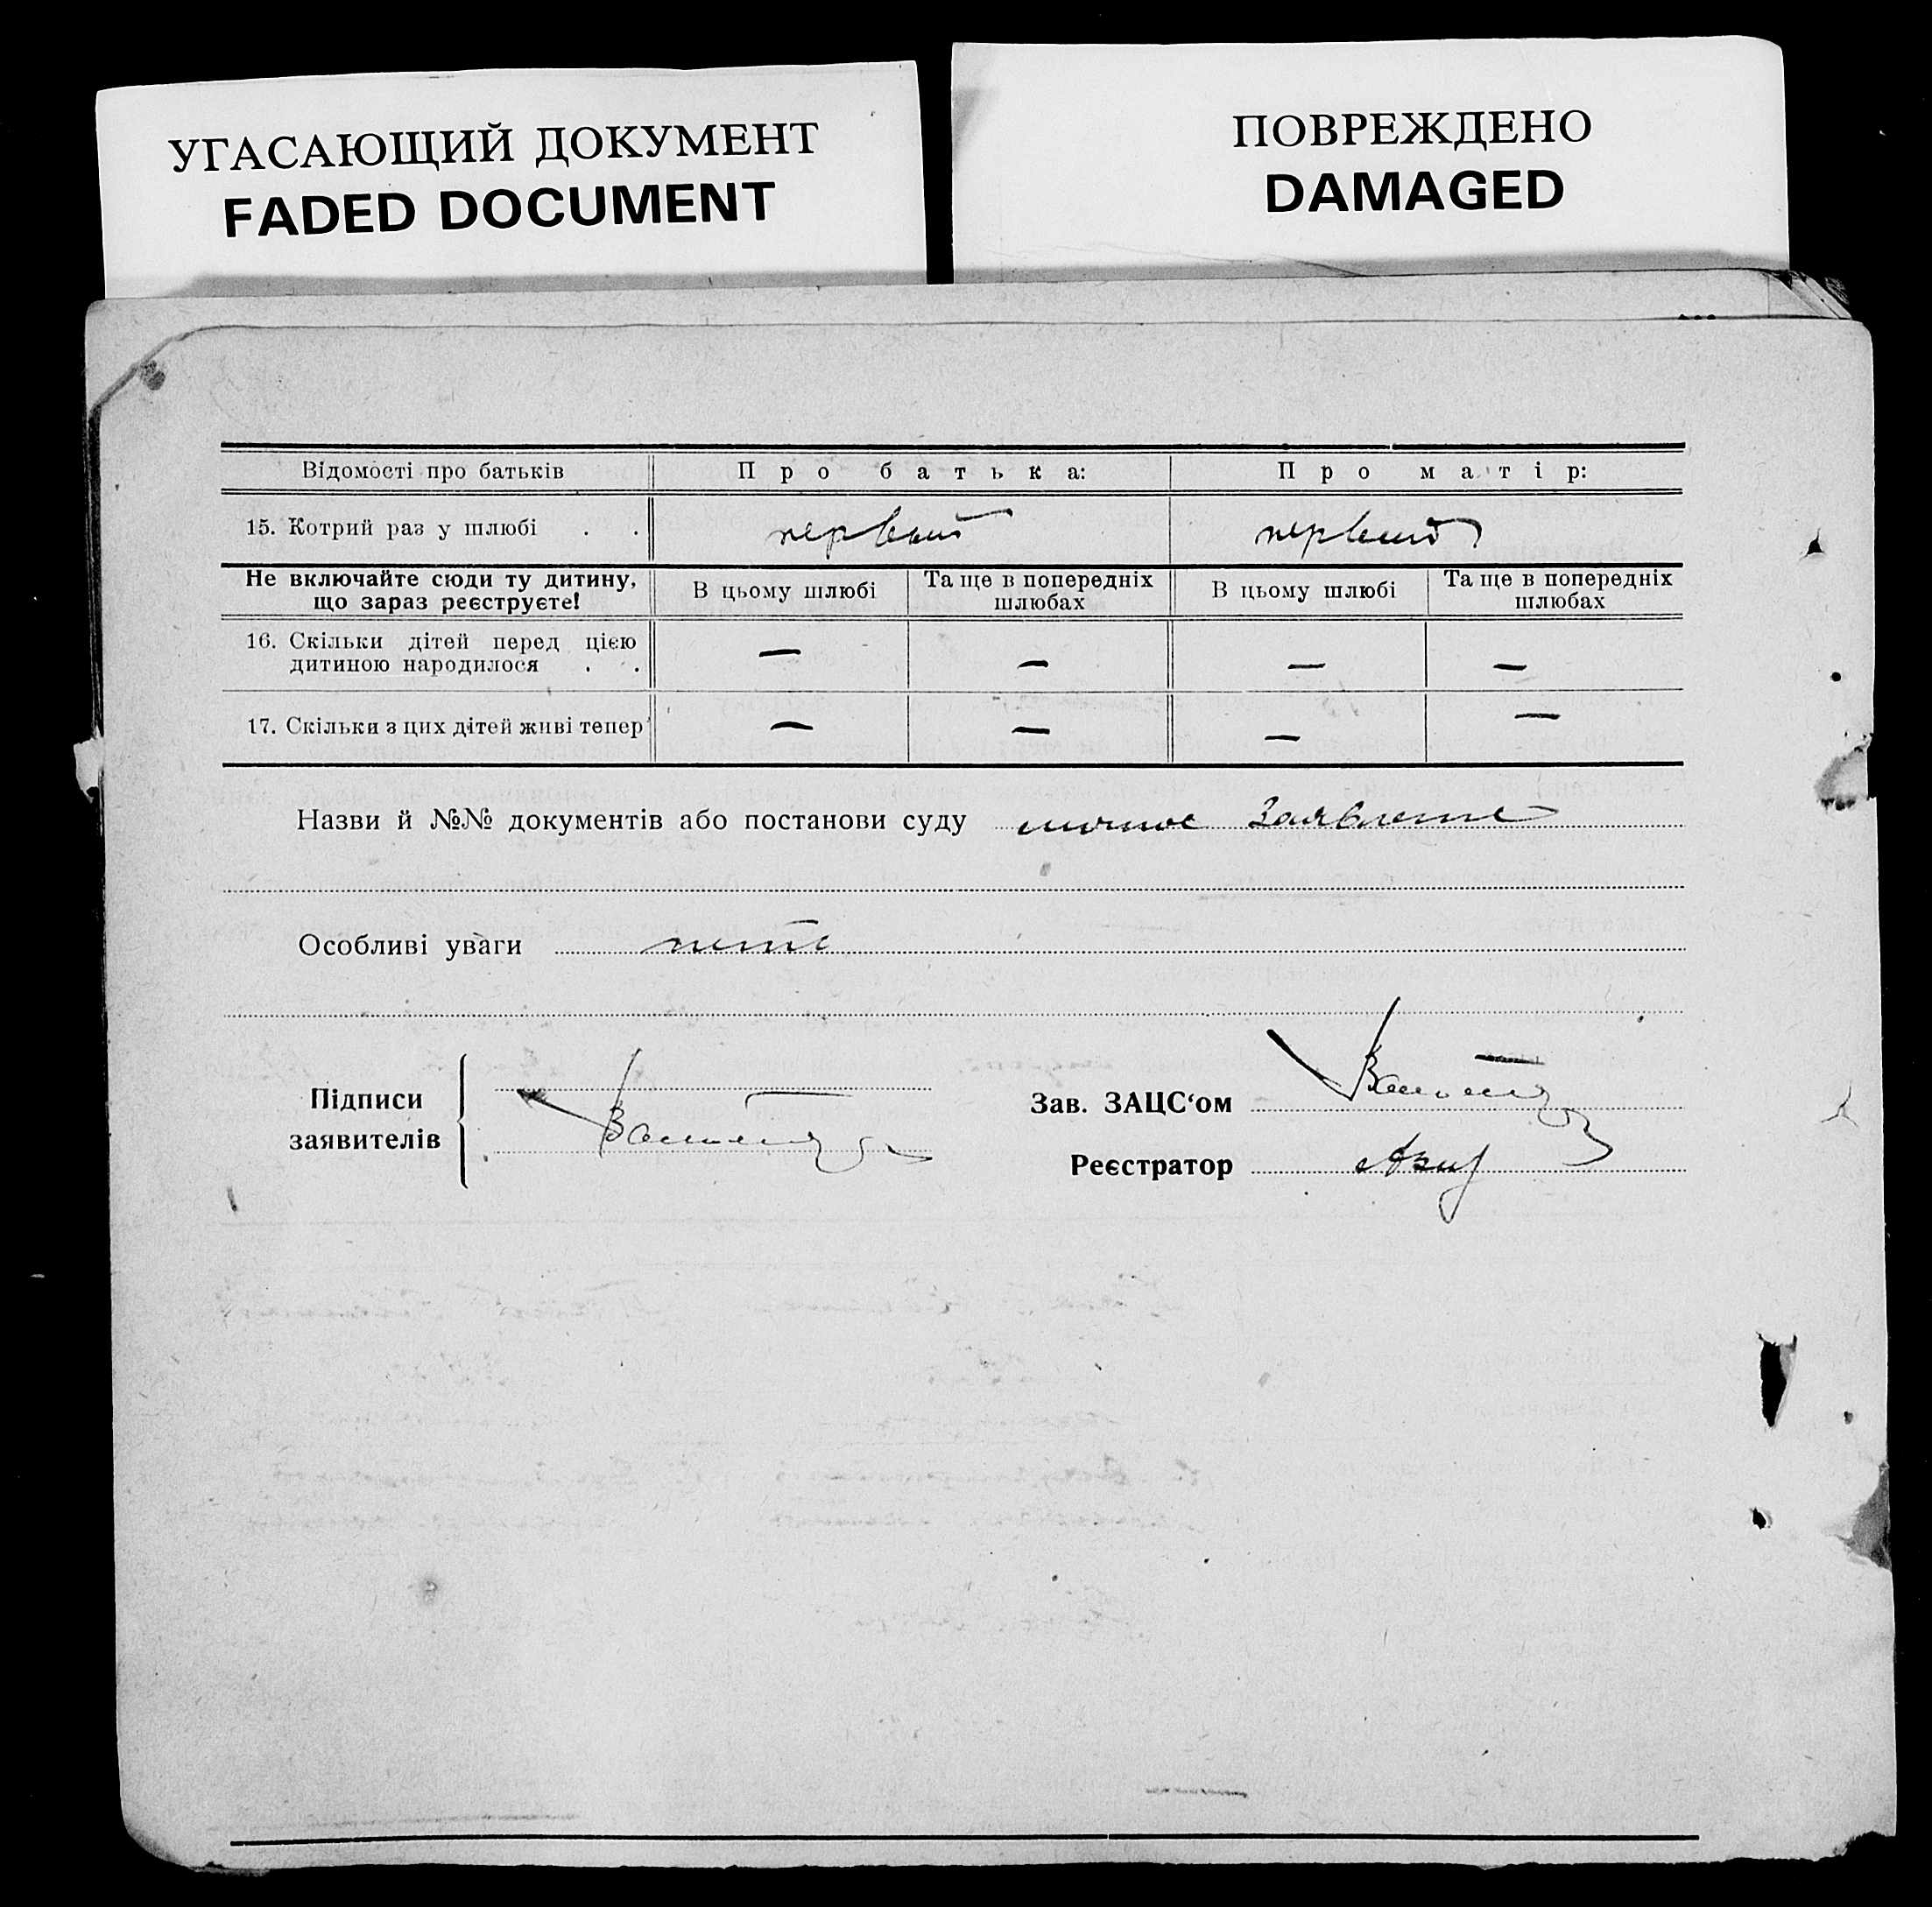 УГАСАЮЩИЙ ДОКУМЕНТ
FADED DOCUMENT
ПОВРЕЖДЕНО
DAMAGED
Відомості про батьків Про батька: Про матір:
15. Котрий раз у шлюбі . . первый первый
Не включайте сюди ту дитину, що зараз реєструєте! В цьому шлюбі Та ще в попередніх шлюбах В цьому шлюбі Та ще в попередніх шлюбах
16. Скільки дітей перед цією
дитиною народилося . . — — — —
17. Скільки з цих дітей живі тепер — — — —
Назви й №№ документів або постанови суду личное заявление
Особливі уваги
Підписи
заявителів
Зав. ЗАЦС‘ом
Реєстратор